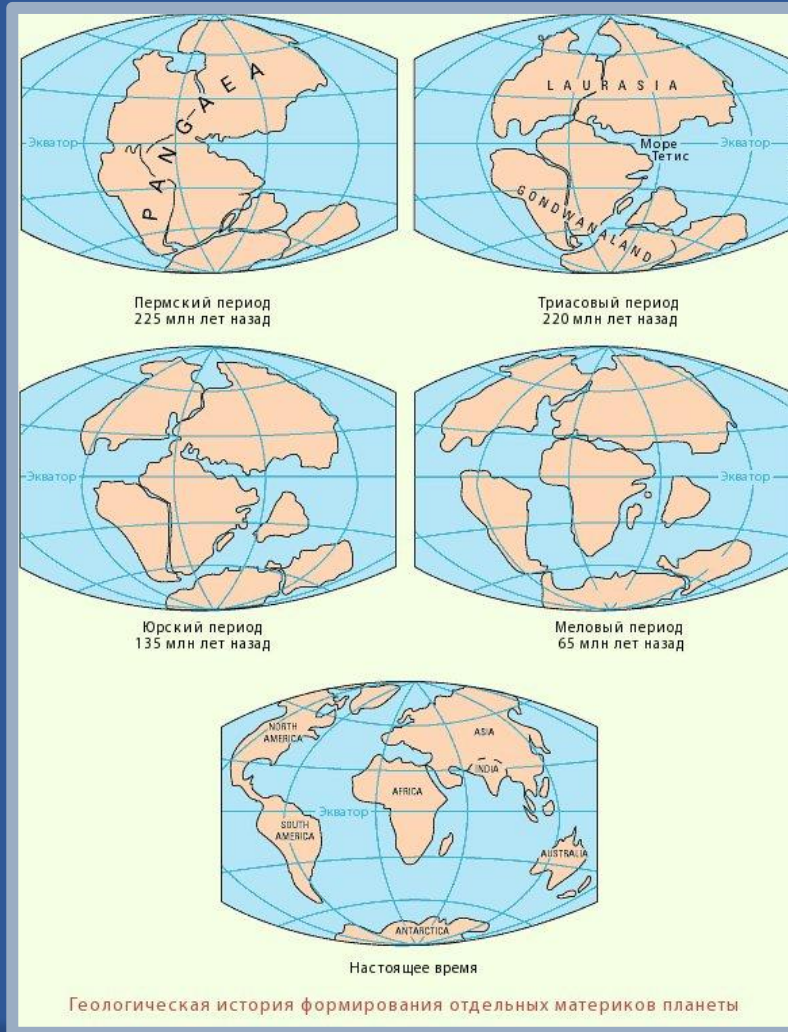 PANGAEA
Экватор
Пермский период
225 млн лет назад
LAURASIA
Море
Тетис
Экватор
GONDWANALAND
Триасовый период
220 млн лет назад
Экватор
Юрский период
135 млн лет назад
Экватор
Меловый период
65 млн лет назад
NORTH
AMERICA
ASIA
INDIA
AFRICA
Экватор
SOUTH
AMERICA
AUSTRALIA
ANTARCTICA
Настоящее время
Геологическая история формирования отдельных материков планеты